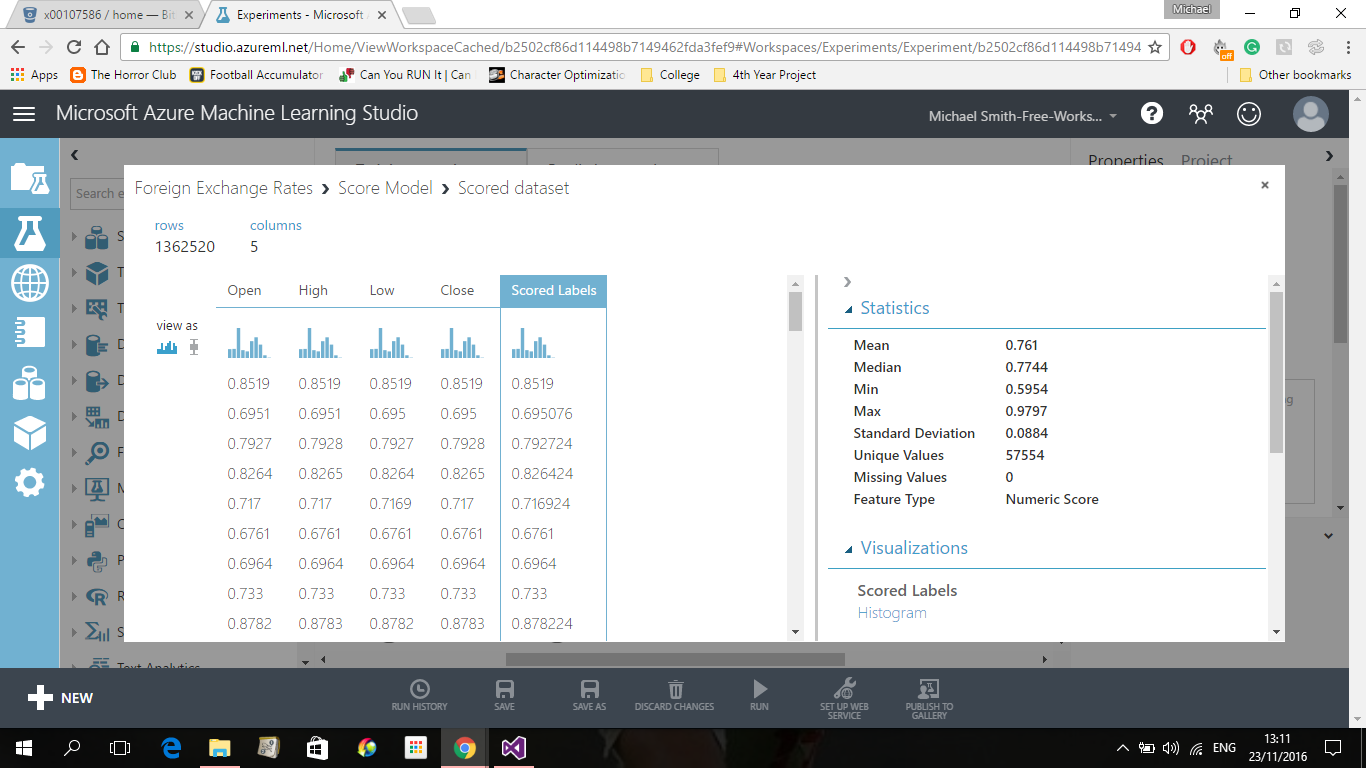 Michael
x00107586 / home — Bit
Experiments - Microsoft
https://studio.azureml.net/Home/ViewWorkspaceCached/b2502cf86d114498b7149462fda3fef9#Workspaces/Experiments/Experiment/b2502cf86d114498b71494
off
Apps The Horror Club Football Accumulator Can You RUN It | Can Character Optimizatio College 4th Year Project Other bookmarks
Microsoft Azure Machine Learning Studio
Michael Smith-Free-Works...
Properties Project
Search e
Foreign Exchange Rates › Score Model › Scored dataset
rows columns
1362520 5
Open High Low Close Scored Labels
view as
0.8519 0.8519 0.8519 0.8519 0.8519
0.6951 0.6951 0.695 0.695 0.695076
0.7927 0.7928 0.7927 0.7928 0.792724
0.8264 0.8265 0.8264 0.8265 0.826424
0.717 0.717 0.7169 0.717 0.716924
0.6761 0.6761 0.6761 0.6761 0.6761
0.6964 0.6964 0.6964 0.6964 0.6964
0.733 0.733 0.733 0.733 0.733
0.8782 0.8783 0.8782 0.8783 0.878224
Statistics
Mean 0.761
Median 0.7744
Min 0.5954
Max 0.9797
Standard Deviation 0.0884
Unique Values 57554
Missing Values 0
Feature Type Numeric Score
Visualizations
Scored Labels
Histogram
Text Analytics
NEW
RUN HISTORY
SAVE
SAVE AS
DISCARD CHANGES
RUN
SET UP WEB
SERVICE
PUBLISH TO
GALLERY
ENG
13:11
23/11/2016